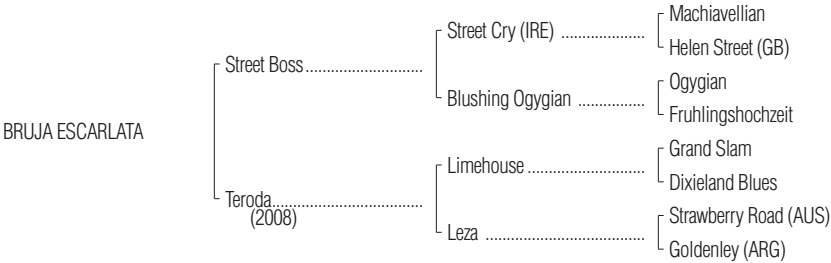 Machiavellian
Street Cry (IRE) ....................
Helen Street (GB)
Street Boss............................
Ogygian
Blushing Ogygian ................
Fruhlingshochzeit
BRUJA ESCARLATA
Grand Slam
Limehouse............................
Dixieland Blues
Teroda....................................
(2008)
Strawberry Road (AUS)
Leza ......................................
Goldenley (ARG)